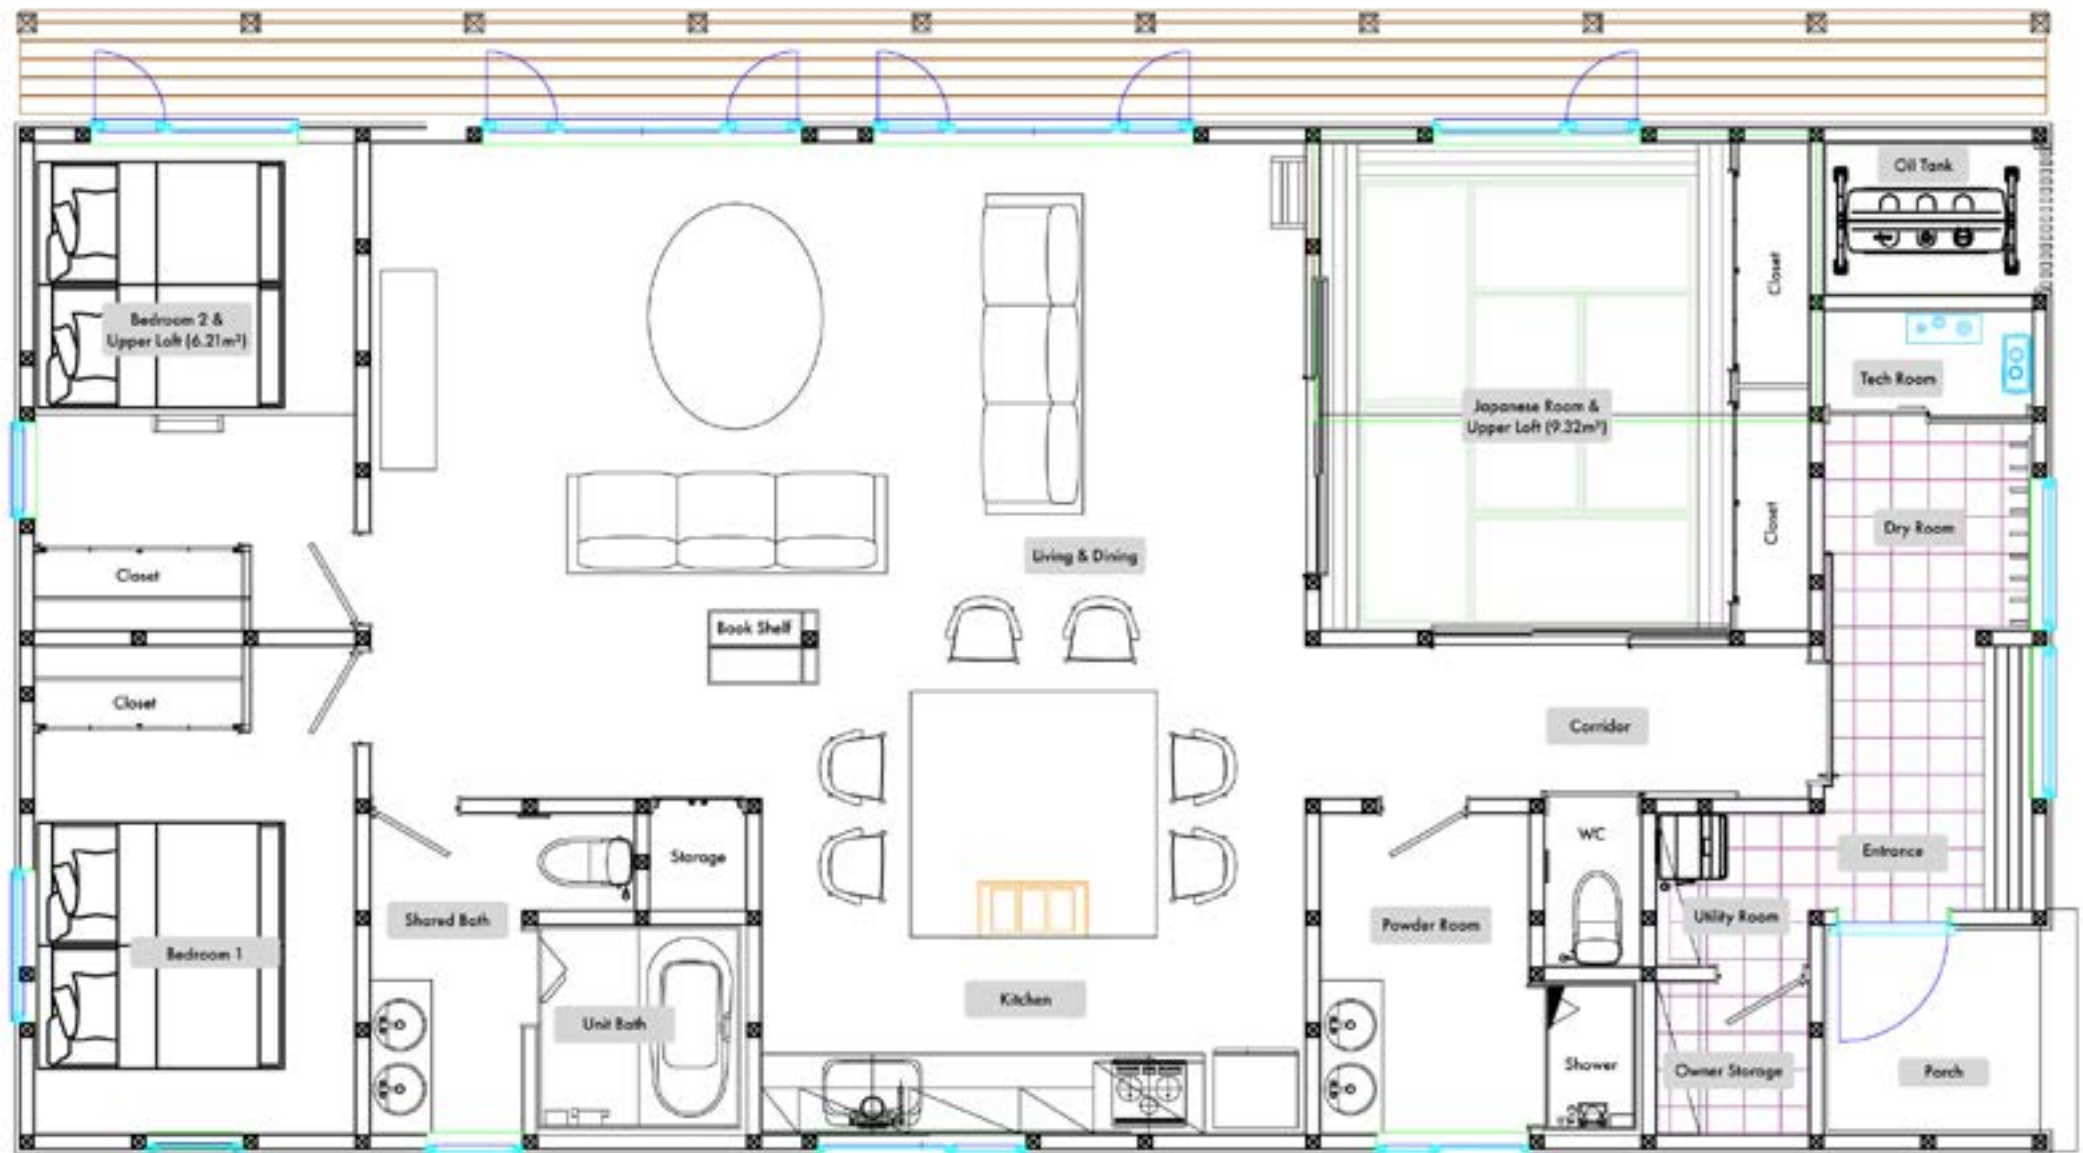 Oil Tank
Closet
Bedroom 2 &
Upper Loft (6.21m²)
Tech Room
Japanese Room &
Upper Loft (9.32m²)
Closet
Dry Room
Living & Dining
Closet
Book Shelf
Closet
Corridor
WC
Storage
Entrance
Shared Bath
Powder Room
Utility Room
Bedroom 1
Kitchen
Unit Bath
Shower
Owner Storage
Porch